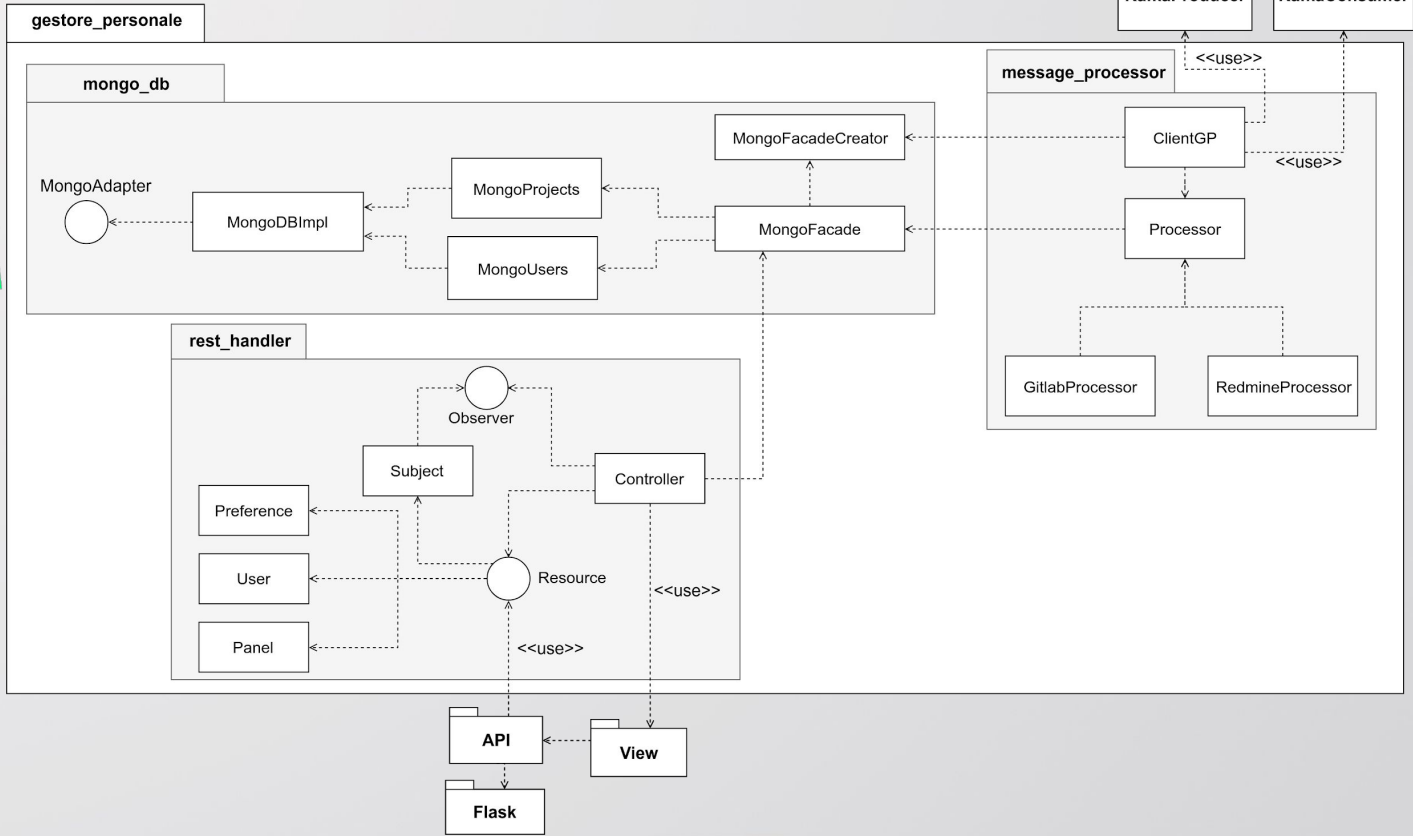 gestore_personale
<<use>>
mongo_db
message_processor
MongoFacadeCreator
ClientGP
<<use>>
MongoAdapter
MongoProjects
MongoDBImpl
MongoFacade
Processor
MongoUsers
rest_handler
GitlabProcessor
RedmineProcessor
Observer
Subject
Controller
Preference
User
Resource
<<use>>
Panel
<<use>>
API
View
Flask